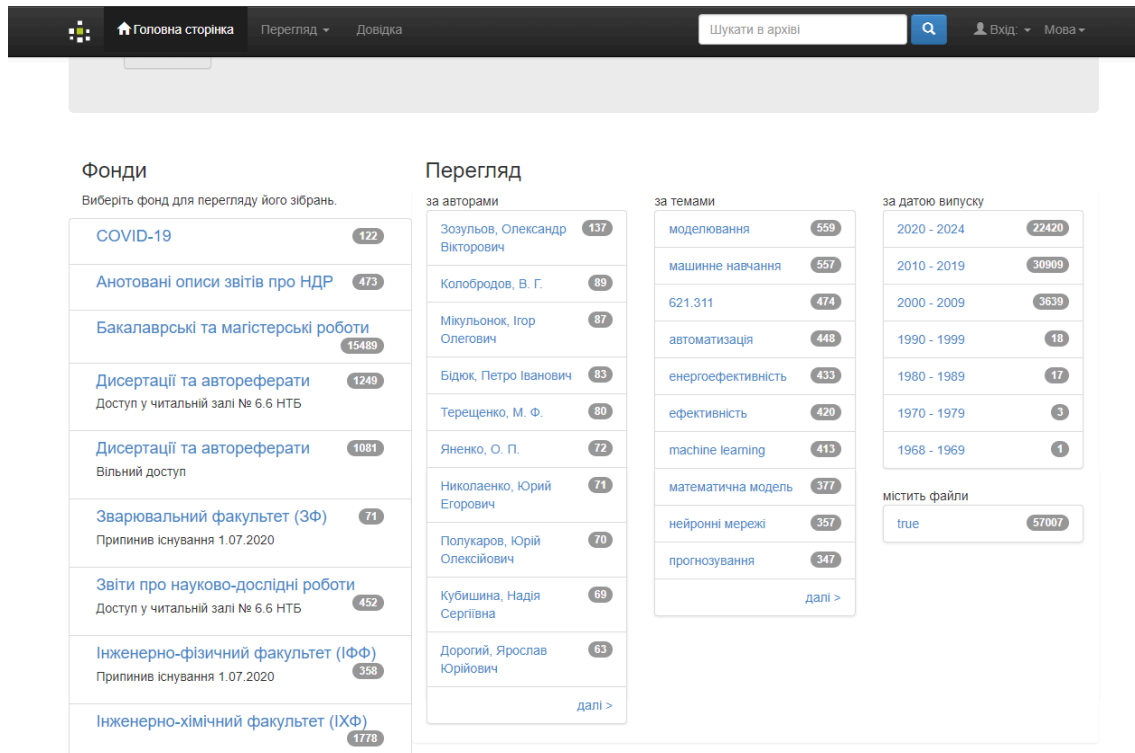 Головна сторінка Перегляд Довідка Шукати в архіві Вхід: Мова
Фонди
Виберіть фонд для перегляду його зібрань.
COVID-19 122
Анотовані описи звітів про НДР 473
Бакалаврські та магістерські роботи
15489
Дисертації та автореферати 1249
Доступ у читальній залі № 6.6 НТБ
Дисертації та автореферати 1081
Вільний доступ
Зварювальний факультет (ЗФ) 71
Припинив існування 1.07.2020
Звіти про науково-дослідні роботи
Доступ у читальній залі № 6.6 НТБ 452
Інженерно-фізичний факультет (ІФФ)
Припинив існування 1.07.2020 358
Інженерно-хімічний факультет (ІХФ)
1778
Перегляд
за авторами
Зозульов, Олександр 137
Вікторович
Колобродов, В. Г. 89
Мікульонок, Ігор 87
Олегович
Бідюк, Петро Іванович 83
Терещенко, М. Ф. 80
Яненко, О. П. 72
Николаенко, Юрий 71
Егорович
Полукаров, Юрій 70
Олексійович
Кубишина, Надія 69
Сергіївна
Дорогий, Ярослав 63
Юрійович
далі >
за темами
моделювання 559
машинне навчання 557
621.311 474
автоматизація 448
енергоефективність 433
ефективність 420
machine learning 413
математична модель 377
нейронні мережі 357
прогнозування 347
далі >
за датою випуску
2020 - 2024 22420
2010 - 2019 30909
2000 - 2009 3639
1990 - 1999 18
1980 - 1989 17
1970 - 1979 3
1968 - 1969 1
містить файли
true 57007